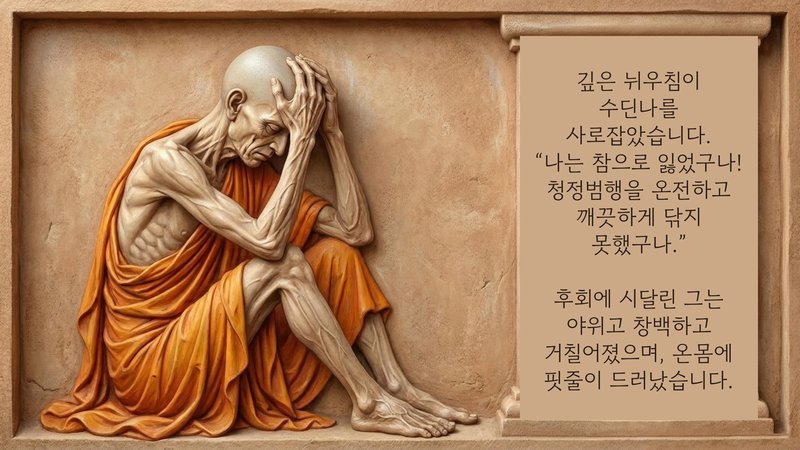 깊은 뉘우침이
수딘나를
사로잡았습니다.
“나는 참으로 잃었구나!
청정범행을 온전하고
깨끗하게 닦지
못했구나.”
후회에 시달린 그는
야위고 창백하고
거칠어졌으며, 온몸에
핏줄이 드러났습니다.